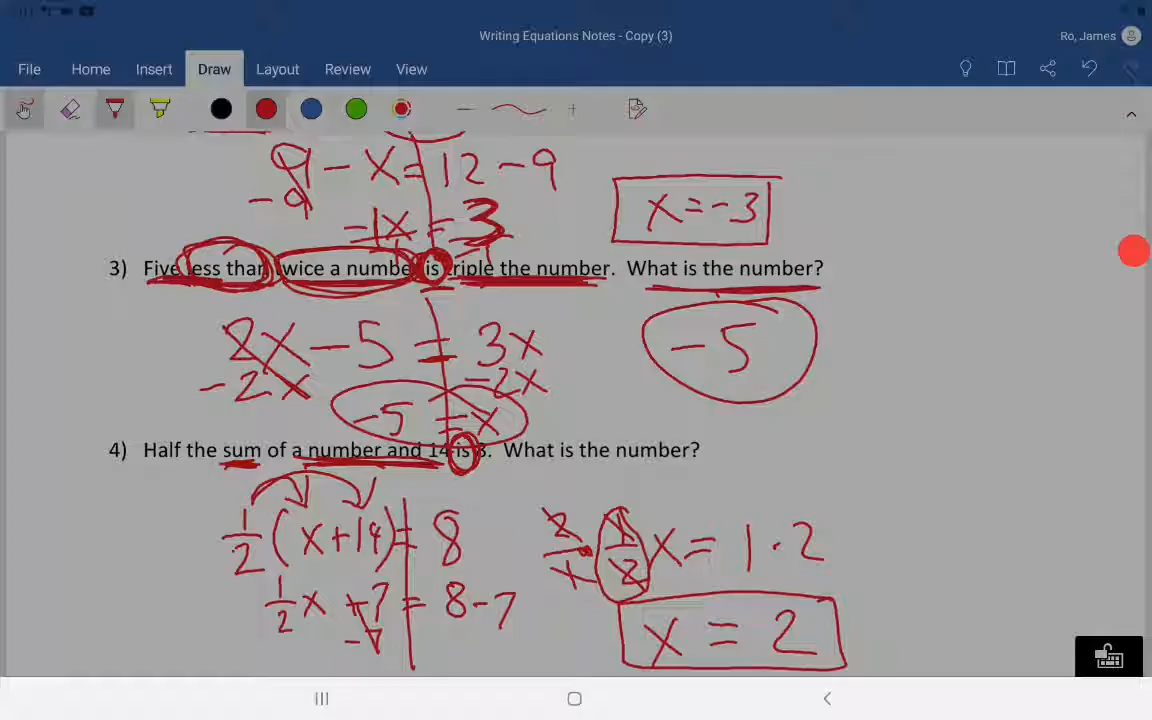 Writing Equations Notes - Copy (3)
Ro, James
File Home Insert Draw Layout Review View
9 - x = 12 - 9
-9
-1x = 3
-1
x = -3
3) Five less than twice a number is triple the number. What is the number?
2x - 5 = 3x
-2x -2x
-5 = x
-5
4) Half the sum of a number and 14 is 8. What is the number?
1/2 (x + 14) = 8
1/2 x + 7 = 8 - 7
-7
2/1 · 1/2 x = 1 · 2
x = 2